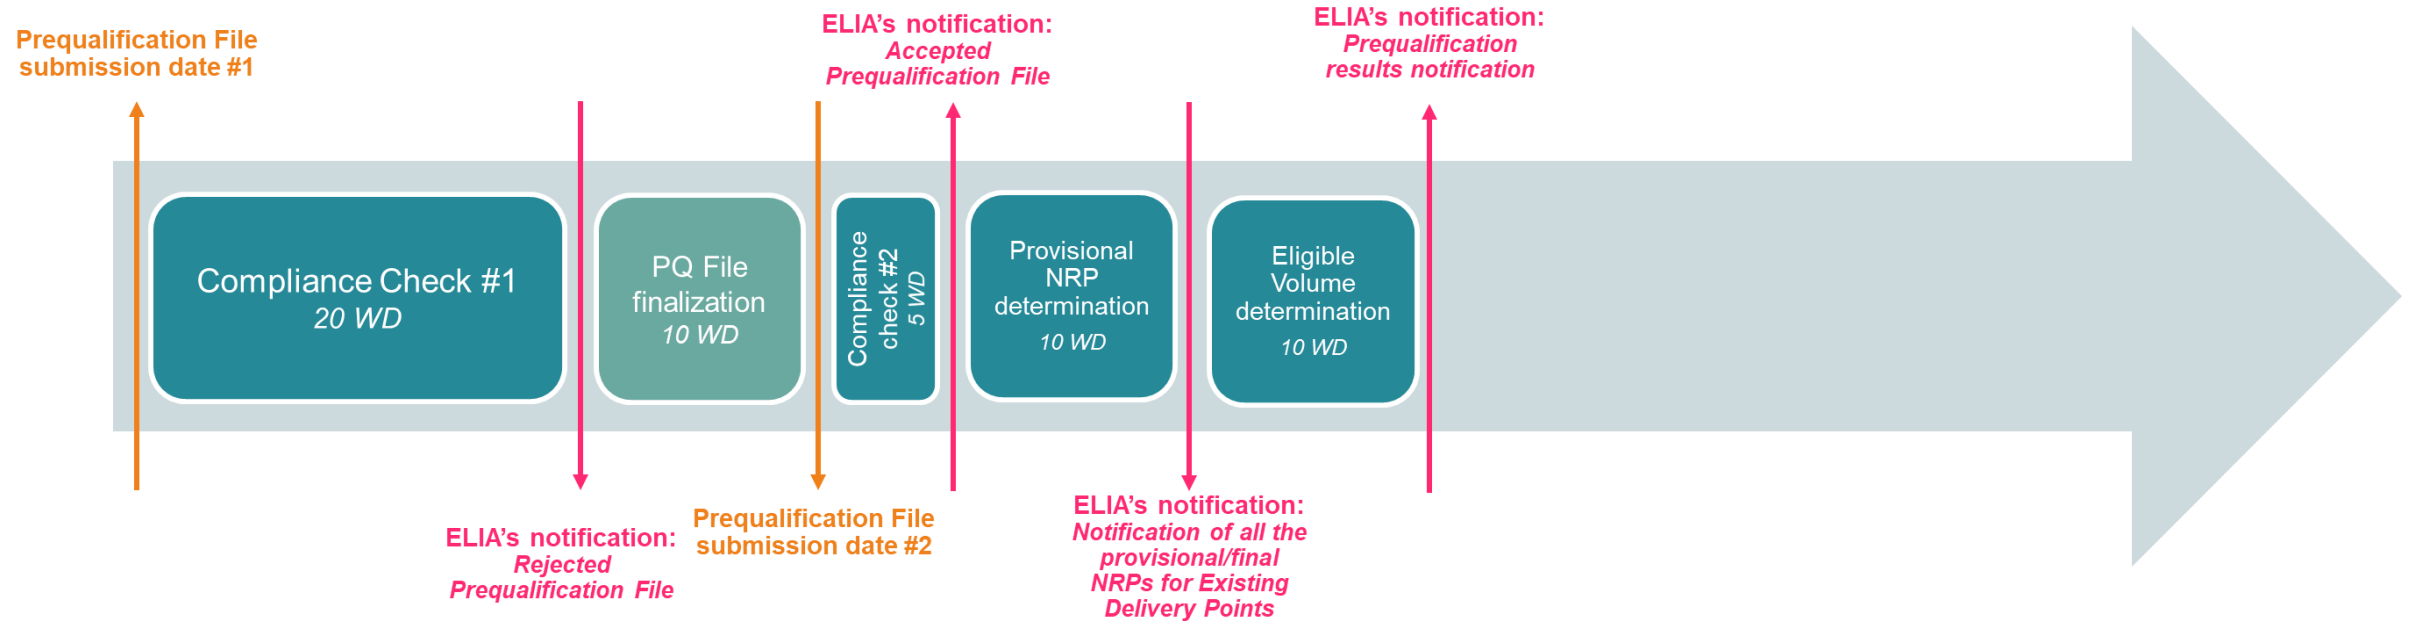 Prequalification File
submission date #1
ELIA's notification:
Accepted
Prequalification File
ELIA's notification:
Prequalification
results notification
Compliance Check #1
20 WD
PQ File
finalization
10 WD
Compliance
check #2
5 WD
Provisional
NRP
determination
10 WD
Eligible
Volume
determination
10 WD
ELIA's notification:
Rejected
Prequalification File
Prequalification File
submission date #2
ELIA's notification:
Notification of all the
provisional/final
NRPs for Existing
Delivery Points